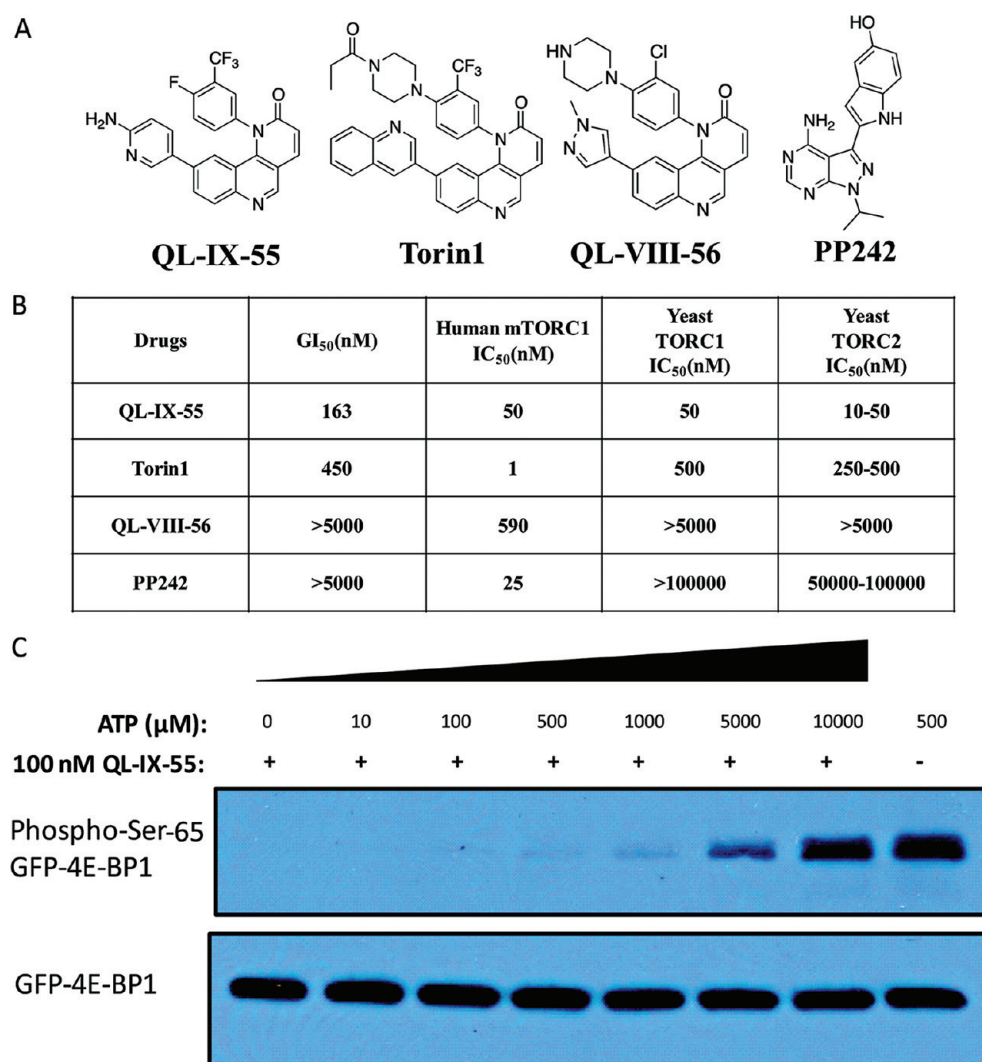 A
O
N
N
CF₃
O
N
N
N
QL-IX-55
CF₃
F
O
H₂N
N
N
N
Torin1
HN
N
Cl
O
N
N
N
N
QL-VIII-56
HO
NH₂
NH
N
N
N
N
PP242
B
Drugs GI₅₀(nM) Human mTORC1 IC₅₀(nM) Yeast TORC1 IC₅₀(nM) Yeast TORC2 IC₅₀(nM)
QL-IX-55 163 50 50 10-50
Torin1 450 1 500 250-500
QL-VIII-56 >5000 590 >5000 >5000
PP242 >5000 25 >100000 50000-100000
C
ATP (µM): 0 10 100 500 1000 5000 10000 500
100 nM QL-IX-55: + + + + + + + -
Phospho-Ser-65
GFP-4E-BP1
GFP-4E-BP1